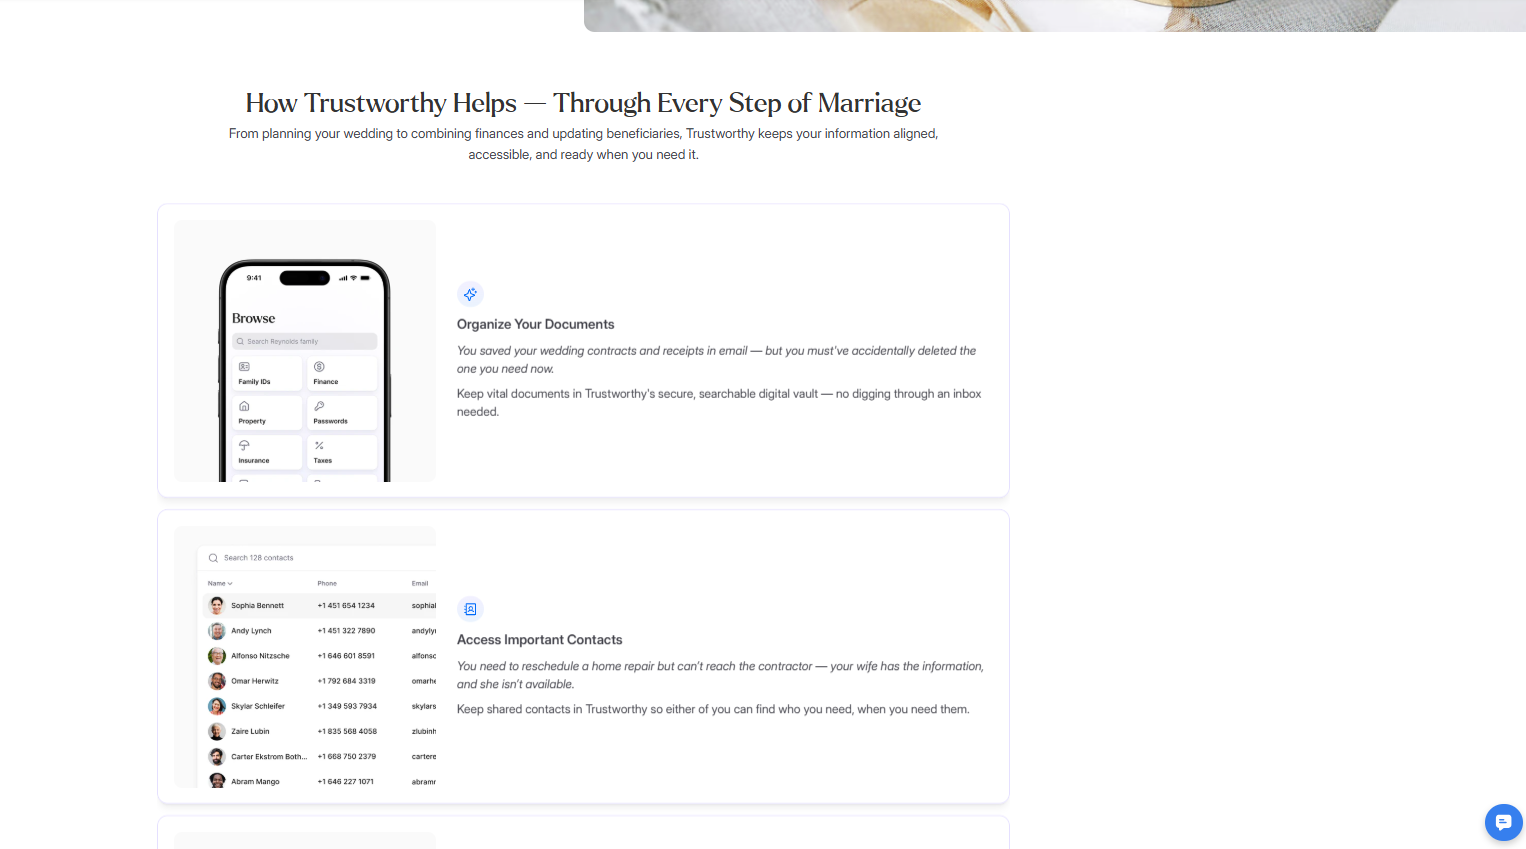 How Trustworthy Helps — Through Every Step of Marriage
From planning your wedding to combining finances and updating beneficiaries, Trustworthy keeps your information aligned,
accessible, and ready when you need it.
9:41
Browse
Search Reynolds family
Family IDs
Finance
Property
Passwords
Insurance
Taxes
Organize Your Documents
You saved your wedding contracts and receipts in email — but you must've accidentally deleted the
one you need now.
Keep vital documents in Trustworthy's secure, searchable digital vault — no digging through an inbox
needed.
Search 128 contacts
Name Phone Email
Sophia Bennett +1 451 654 1234 sophial
Andy Lynch +1 451 322 7890 andylyn
Alfonso Nitzsche +1 646 601 8591 alfonso
Omar Herwitz +1 792 684 3319 omarhe
Skylar Schleifer +1 349 593 7934 skylars
Zaire Lubin +1 835 568 4058 zlubinh
Carter Ekstrom Both... +1 668 750 2379 cartere
Abram Mango +1 646 227 1071 abramr
Access Important Contacts
You need to reschedule a home repair but can't reach the contractor — your wife has the information,
and she isn't available.
Keep shared contacts in Trustworthy so either of you can find who you need, when you need them.